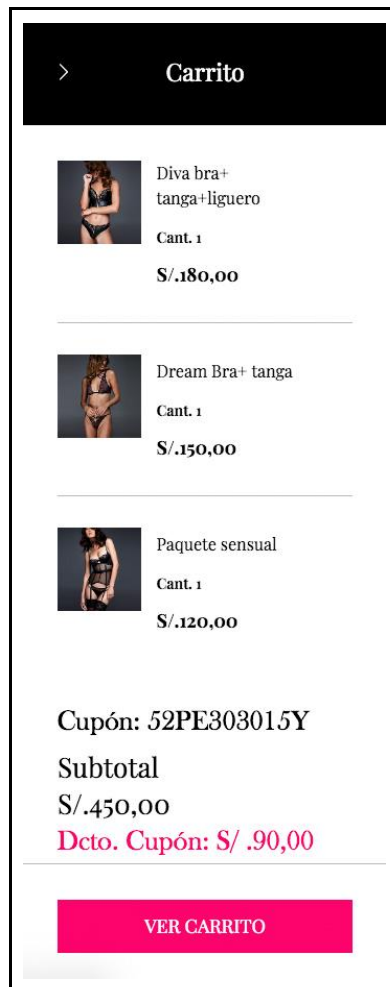 Carrito
Diva bra+
tanga+liguero
Cant. 1
S/.180,00
Dream Bra+ tanga
Cant. 1
S/.150,00
Paquete sensual
Cant. 1
S/.120,00
Cupón: 52PE303015Y
Subtotal
S/.450,00
Dcto. Cupón: S/ .90,00
VER CARRITO